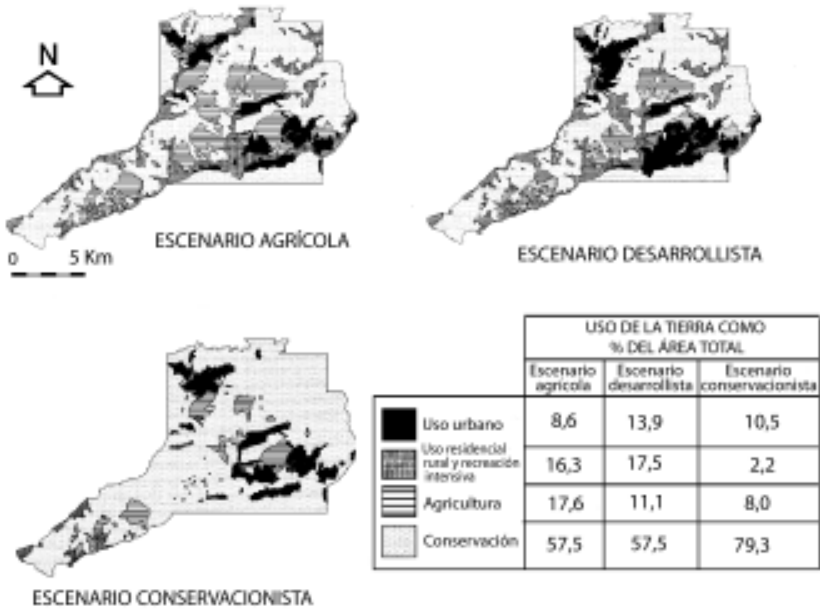 N
ESCENARIO AGRÍCOLA
0 5 Km
ESCENARIO DESARROLLISTA
ESCENARIO CONSERVACIONISTA
USO DE LA TIERRA COMO
% DEL ÁREA TOTAL
Escenario agrícola
Escenario desarrollista
Escenario conservacionista
Uso urbano 8,6 13,9 10,5
Uso residencial
rural y recreación
intensiva
16,3 17,5 2,2
Agricultura 17,6 11,1 8,0
Conservación 57,5 57,5 79,3